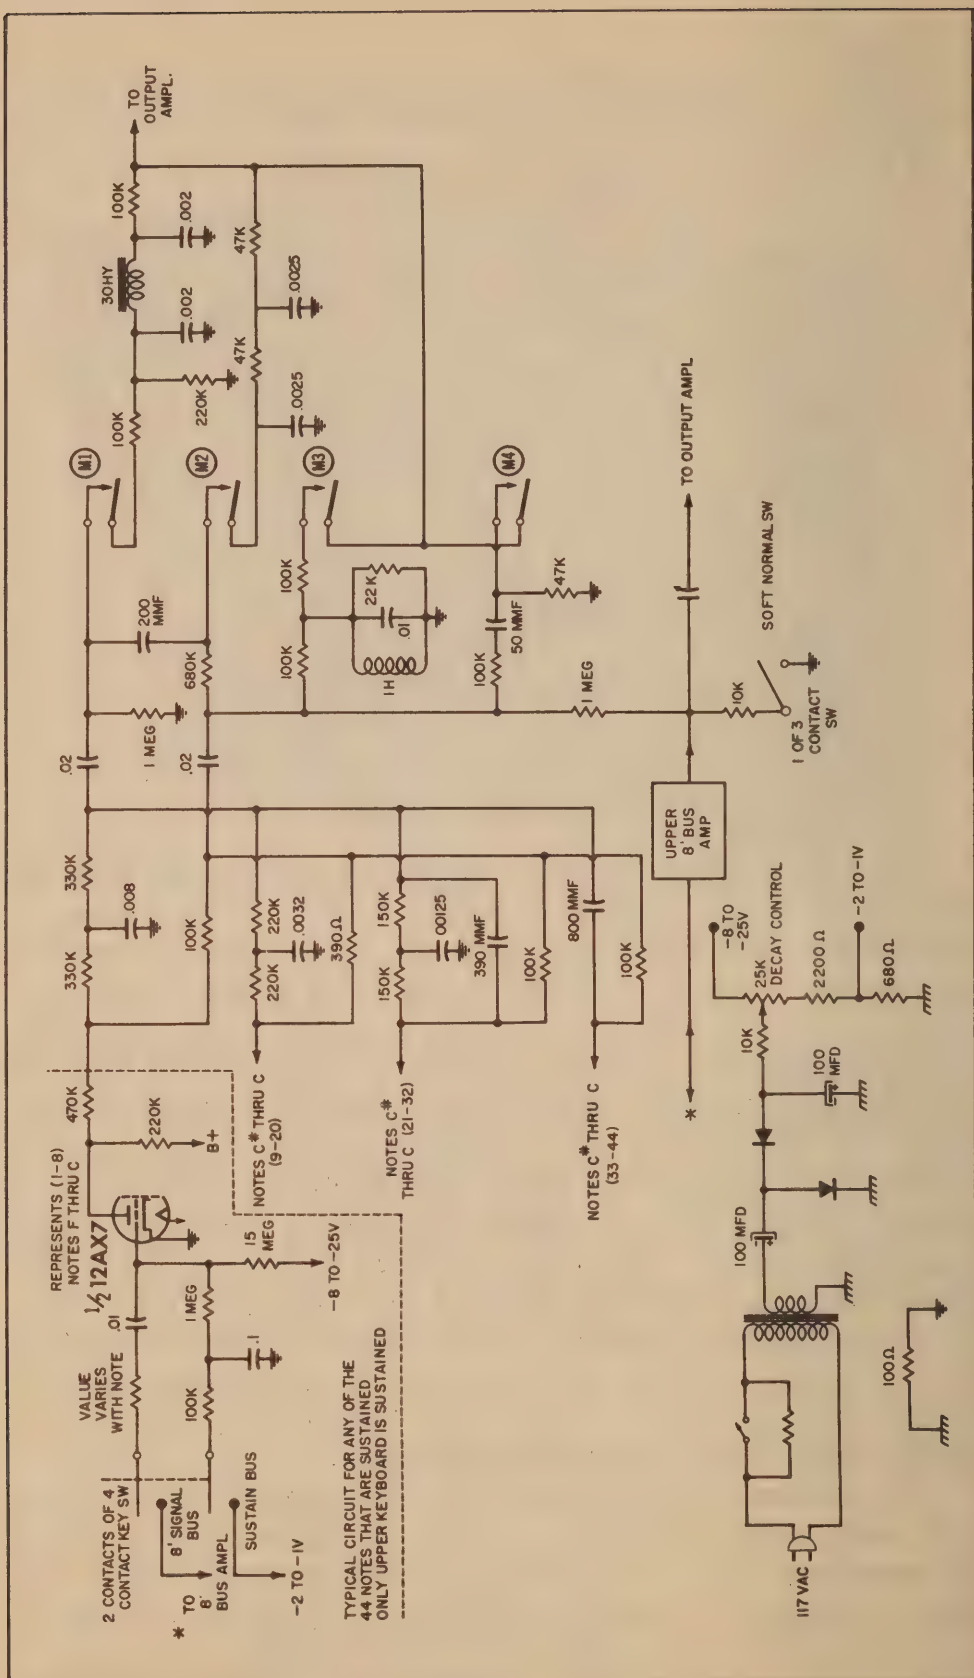 2 CONTACTS OF 4
CONTACT KEY SW
VALUE
VARIES
WITH NOTE
.01
REPRESENTS (1-8)
NOTES F THRU C
1/2 12AX7
470K
220K
B+
8' SIGNAL
BUS
* TO
8'
BUS AMPL
SUSTAIN BUS
-2 TO -1V
100K
.1
1 MEG
15
MEG
-8 TO -25V
TYPICAL CIRCUIT FOR ANY OF THE
44 NOTES THAT ARE SUSTAINED
ONLY UPPER KEYBOARD IS SUSTAINED
330K
.008
330K
100K
NOTES C# THRU C
(9-20)
220K
.0032
220K
390Ω
NOTES C#
THRU C (21-32)
150K
.00125
150K
390 MMF
100K
NOTES C# THRU C
(33-44)
800 MMF
100K
.02
.02
1 MEG
200
MMF
680K
M1
100K
220K
.002
30HY
.002
100K
TO
OUTPUT
AMPL.
M2
.0025
47K
.0025
47K
100K
100K
M3
1H
.01
22K
100K
50 MMF
47K
M4
1 MEG
*
UPPER
8' BUS
AMP
TO OUTPUT AMPL
10K
1 OF 3
CONTACT
SW
SOFT NORMAL SW
117 VAC
100 MFD
100
MFD
10K
25K
DECAY CONTROL
-8 TO
-25V
2200Ω
-2 TO -1V
680Ω
100Ω